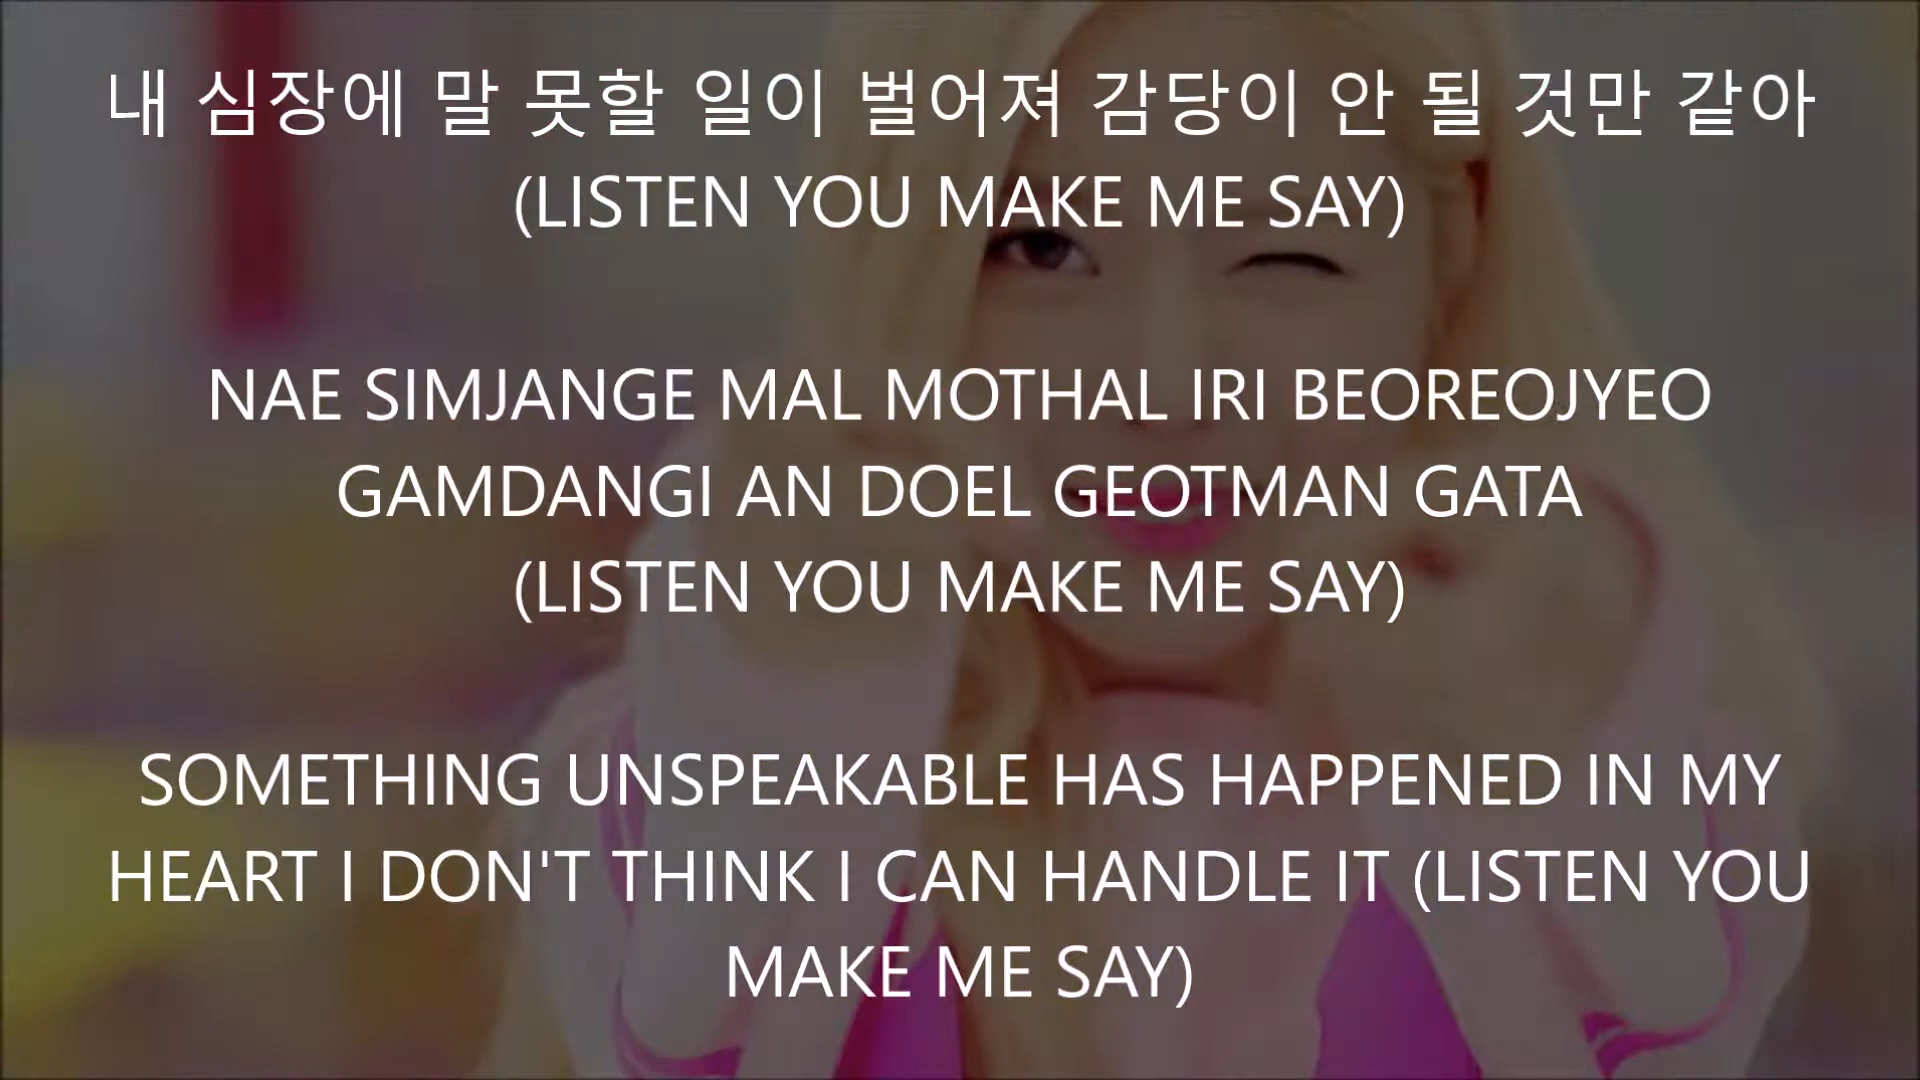 내 심장에 말 못할 일이 벌어져 감당이 안 될 것만 같아
(LISTEN YOU MAKE ME SAY)
NAE SIMJANGE MAL MOTHAL IRI BEOREOJYEO
GAMDANGI AN DOEL GEOTMAN GATA
(LISTEN YOU MAKE ME SAY)
SOMETHING UNSPEAKABLE HAS HAPPENED IN MY
HEART I DON'T THINK I CAN HANDLE IT (LISTEN YOU
MAKE ME SAY)